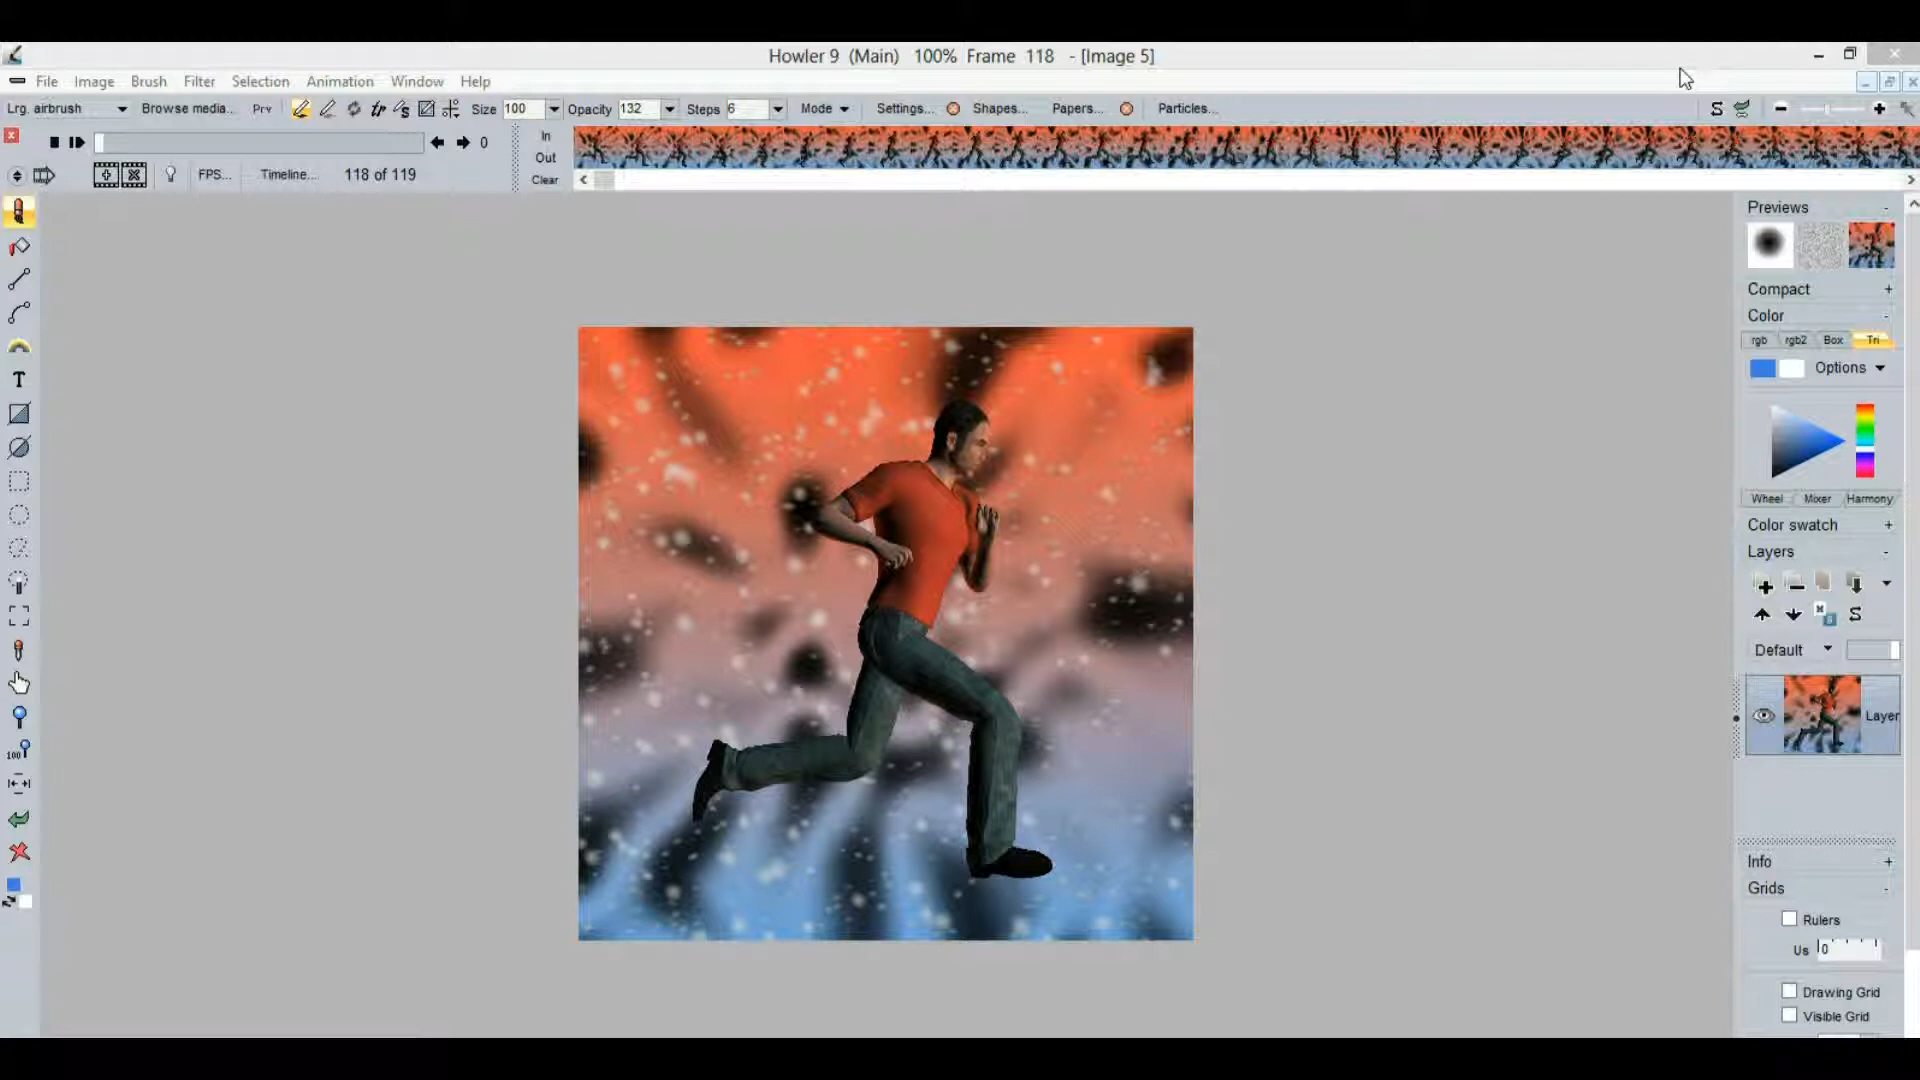 Howler 9 (Main) 100% Frame 118 - [Image 5]
File Image Brush Filter Selection Animation Window Help
Lrg. airbrush Browse media... Prv Size 100 Opacity 132 Steps 6 Mode Settings... Shapes... Papers... Particles...
0 In
Out
FPS... Timeline... 118 of 119 Clear
Previews -
Compact +
Color -
rgb rgb2 Box Tri
Options
Wheel Mixer Harmony
Color swatch +
Layers -
Default
Layer
T
100
Info +
Grids -
Rulers
Us 0
Drawing Grid
Visible Grid